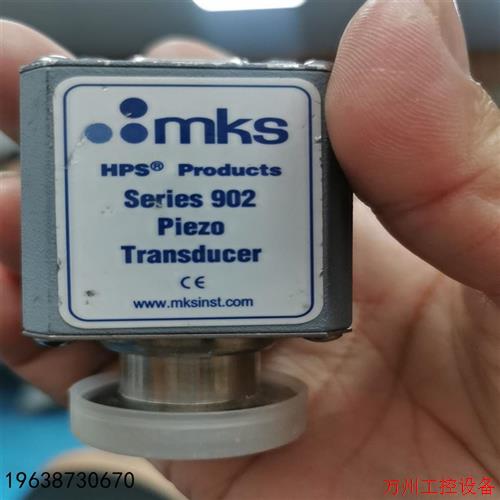 mks
HPS® Products
Series 902
Piezo
Transducer
CE
www.mksinst.com
19638730670
万州工控设备